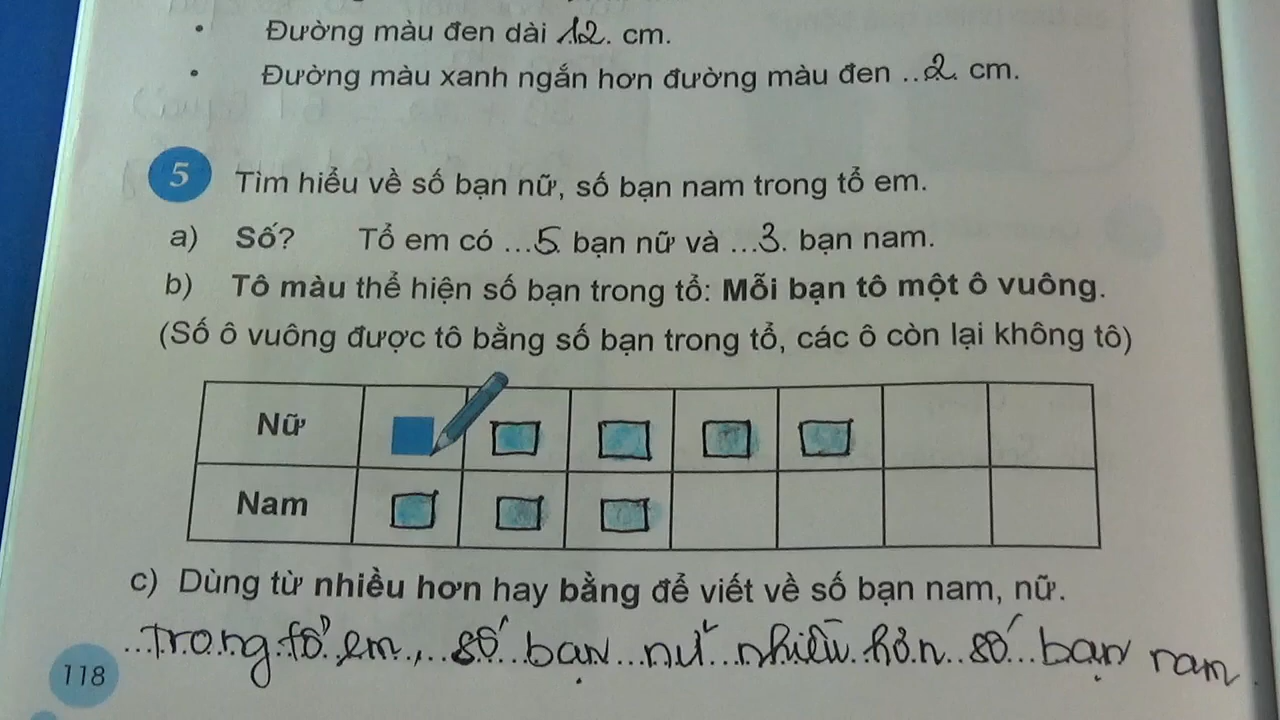 • Đường màu đen dài 12. cm.
• Đường màu xanh ngắn hơn đường màu đen ..2. cm.
5 Tìm hiểu về số bạn nữ, số bạn nam trong tổ em.
a) Số? Tổ em có ...5. bạn nữ và ...3. bạn nam.
b) Tô màu thể hiện số bạn trong tổ: Mỗi bạn tô một ô vuông.
(Số ô vuông được tô bằng số bạn trong tổ, các ô còn lại không tô)
Nữ
Nam
c) Dùng từ nhiều hơn hay bằng để viết về số bạn nam, nữ.
Trong tổ em, số bạn nữ nhiều hơn số bạn nam.
118